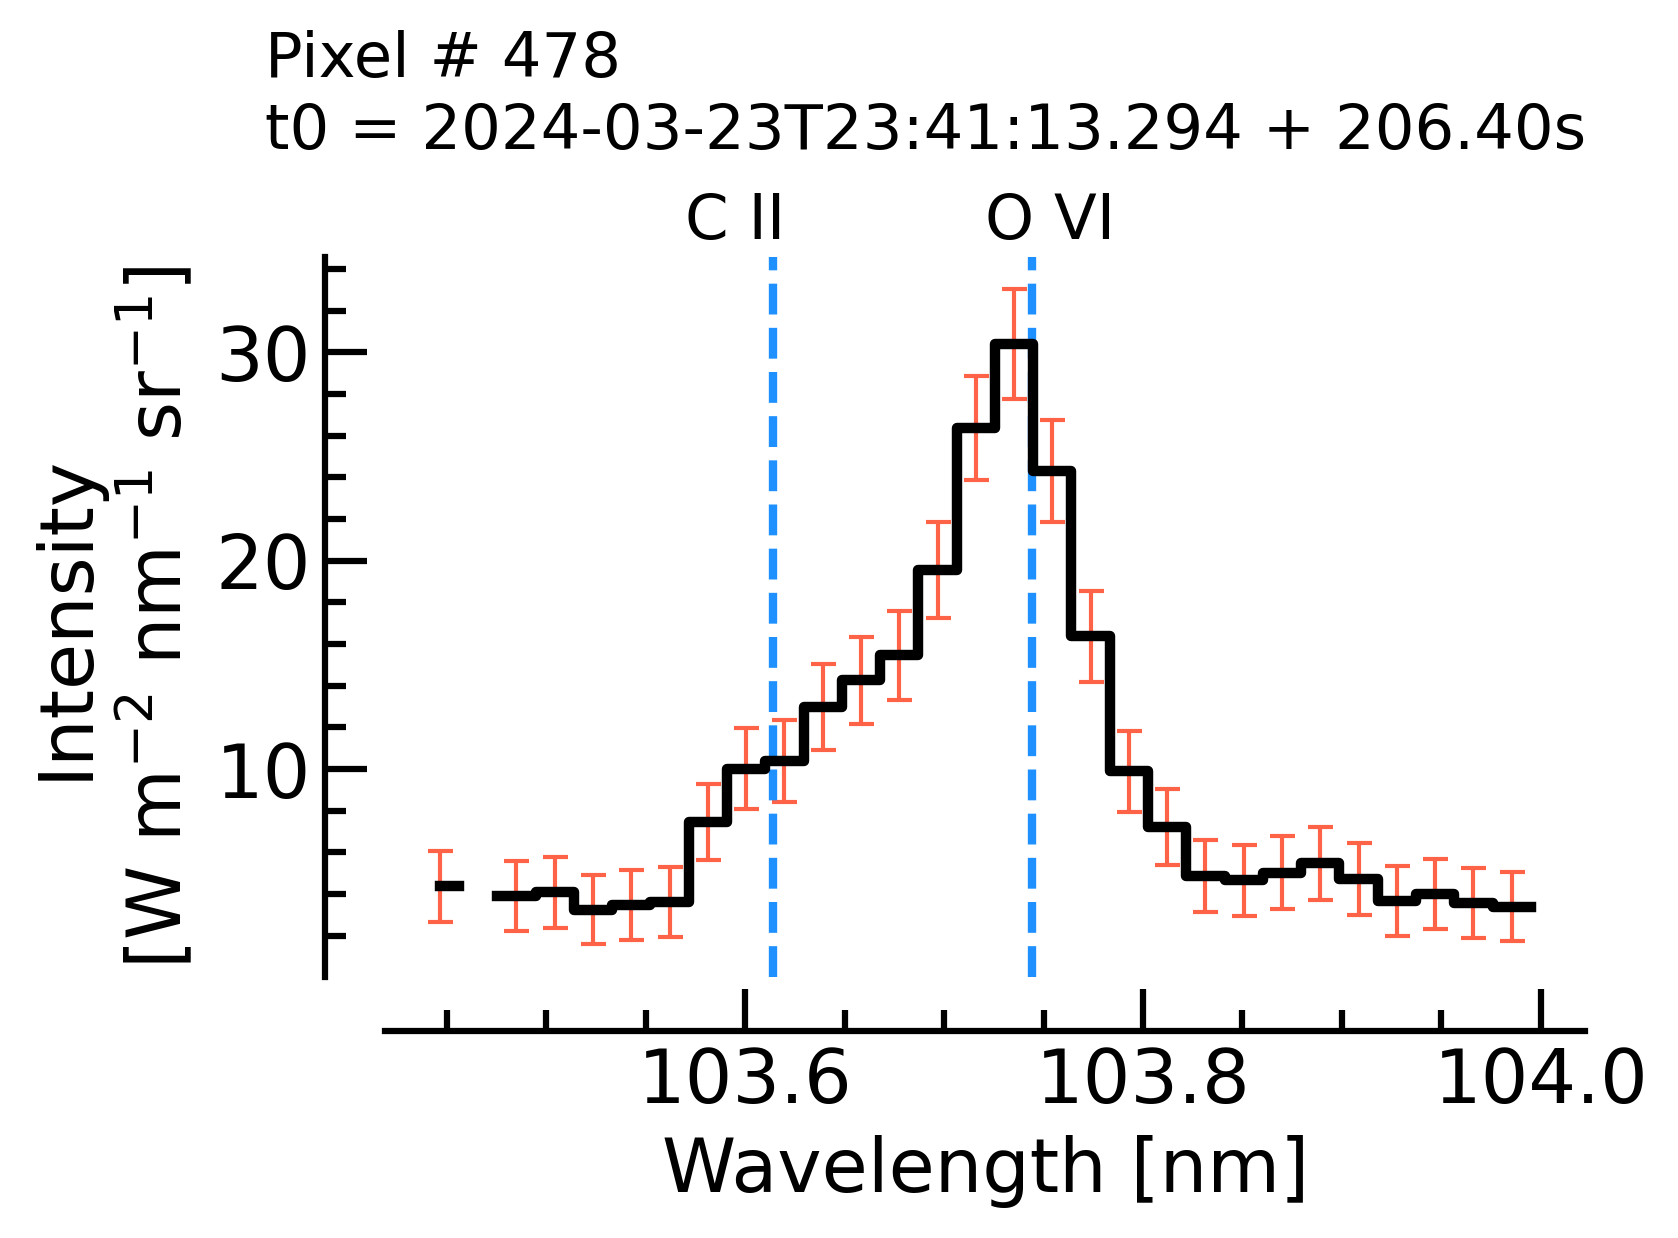 Pixel # 478
t0 = 2024-03-23T23:41:13.294 + 206.40s
C II
O VI
Intensity
[W m⁻² nm⁻¹ sr⁻¹]
30
20
10
103.6
103.8
104.0
Wavelength [nm]